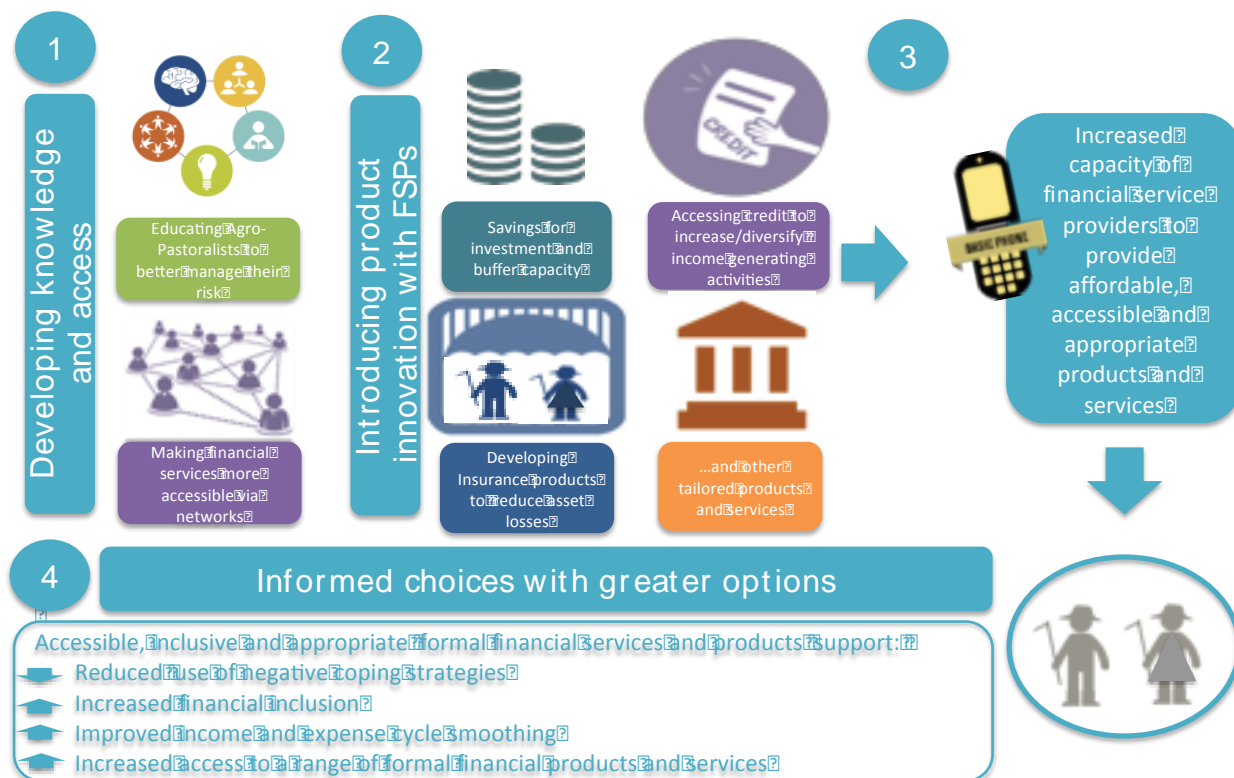 1
Developing knowledge
and access
Educating Agro-
Pastoralists to
better manage their
risk
Making financial
services more
accessible via
networks
2
Introducing product
innovation with FSPs
Savings for
investment and
buffer capacity
CREDIT
Accessing credit to
increase/diversify
income generating
activities
Developing
Insurance products
to reduce asset
losses
...and other
tailored products
and services
3
BASIC PHONE
Increased
capacity of
financial service
providers to
provide
affordable,
accessible and
appropriate
products and
services
4
Informed choices with greater options
Accessible, inclusive and appropriate formal financial services and products support:
Reduced use of negative coping strategies
Increased financial inclusion
Improved income and expense cycle smoothing
Increased access to a range of formal financial products and services